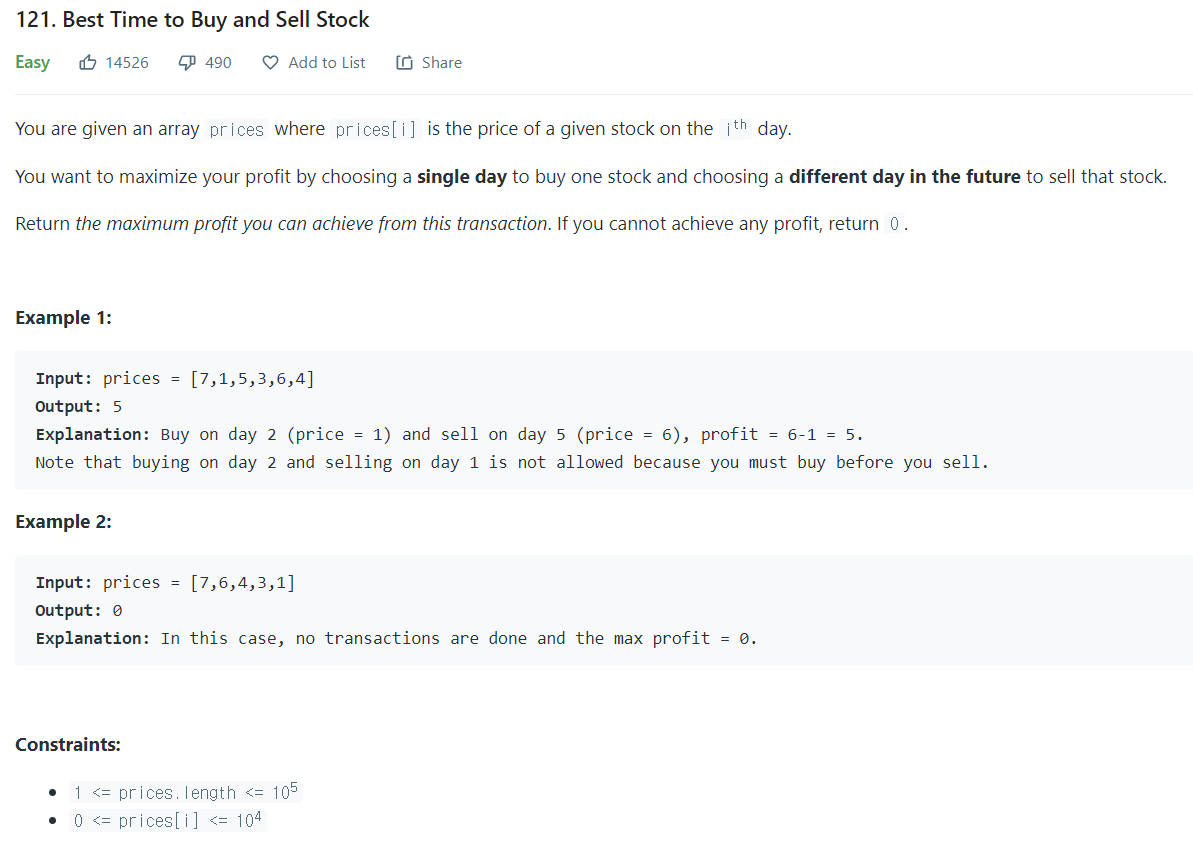 121. Best Time to Buy and Sell Stock
Easy 14526 490 Add to List Share
You are given an array prices where prices[i] is the price of a given stock on the ith day.
You want to maximize your profit by choosing a single day to buy one stock and choosing a different day in the future to sell that stock.
Return the maximum profit you can achieve from this transaction. If you cannot achieve any profit, return 0.
Example 1:
Input: prices = [7,1,5,3,6,4]
Output: 5
Explanation: Buy on day 2 (price = 1) and sell on day 5 (price = 6), profit = 6-1 = 5.
Note that buying on day 2 and selling on day 1 is not allowed because you must buy before you sell.
Example 2:
Input: prices = [7,6,4,3,1]
Output: 0
Explanation: In this case, no transactions are done and the max profit = 0.
Constraints:
• 1 <= prices.length <= 10⁵
• 0 <= prices[i] <= 10⁴